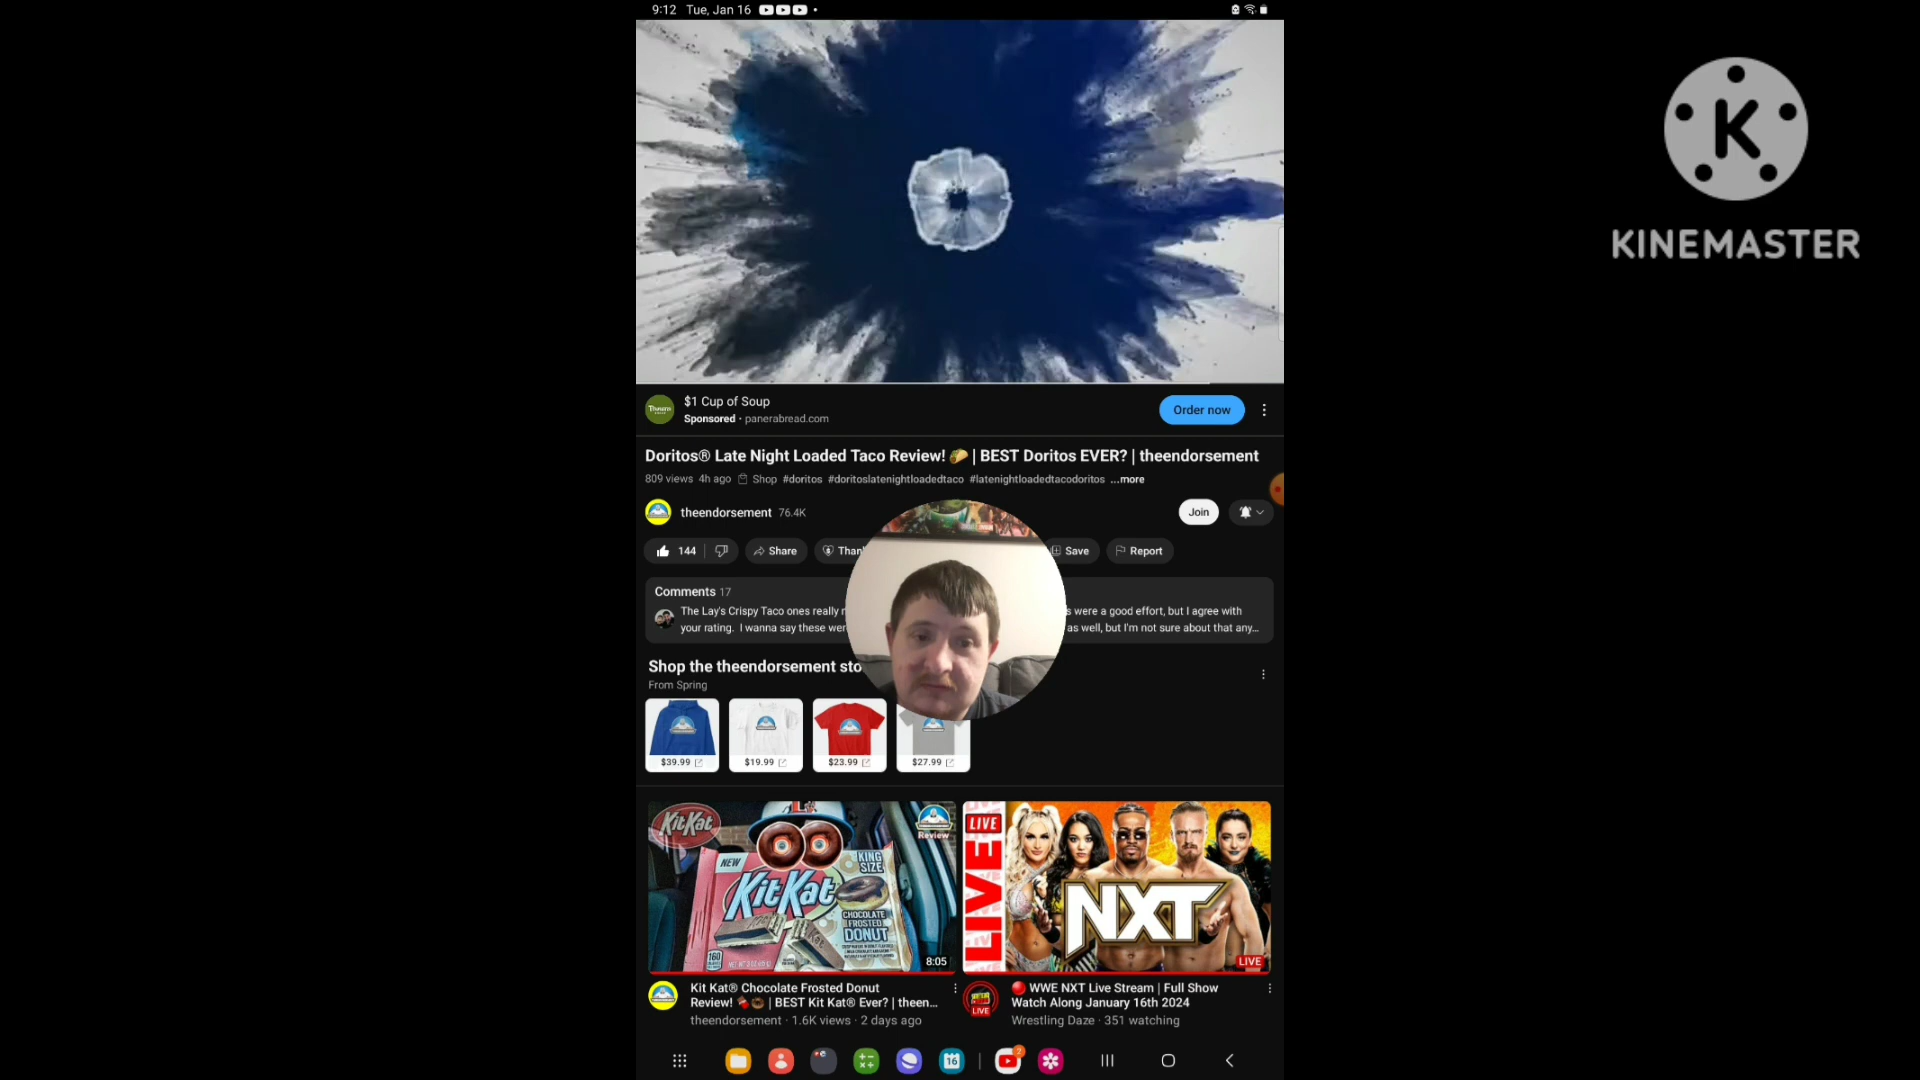 9:12 Tue, Jan 16
KINEMASTER
$1 Cup of Soup
Sponsored · panerabread.com
Order now
Doritos® Late Night Loaded Taco Review! 🌮 | BEST Doritos EVER? | theendorsement
809 views 4h ago Shop #doritos #doritoslatenightloadedtaco #latenightloadedtacodoritos ...more
theendorsement 76.4K
Join
144
Share
Than
Save
Report
Comments 17
The Lay's Crispy Taco ones really
s were a good effort, but I agree with
your rating. I wanna say these wer
as well, but I'm not sure about that any...
Shop the theendorsement sto
From Spring
$39.99
$19.99
$23.99
$27.99
KitKat
Review
NEW
KING SIZE
KitKat
CHOCOLATE FROSTED DONUT
8:05
LIVE
LIVE
NXT
LIVE
Kit Kat® Chocolate Frosted Donut
Review! 🍫🍩 | BEST Kit Kat® Ever? | theen...
theendorsement · 1.6K views · 2 days ago
🔴 WWE NXT Live Stream | Full Show
Watch Along January 16th 2024
Wrestling Daze · 351 watching
LIVE
16
2